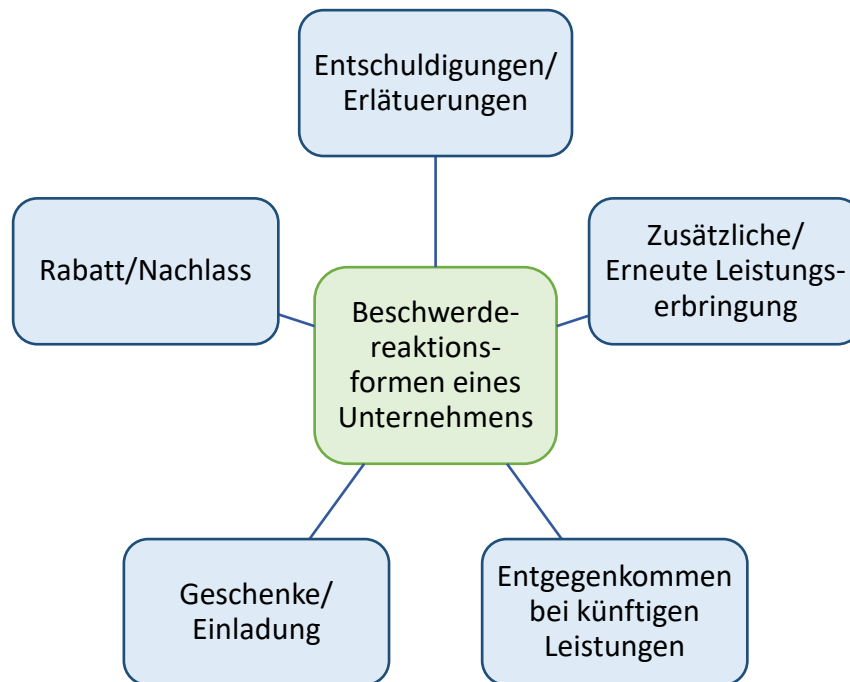 Entschuldigungen/
Erlätuerungen
Rabatt/Nachlass
Zusätzliche/
Erneute Leistungs-
erbringung
Beschwerde-
reaktions-
formen eines
Unternehmens
Geschenke/
Einladung
Entgegenkommen
bei künftigen
Leistungen